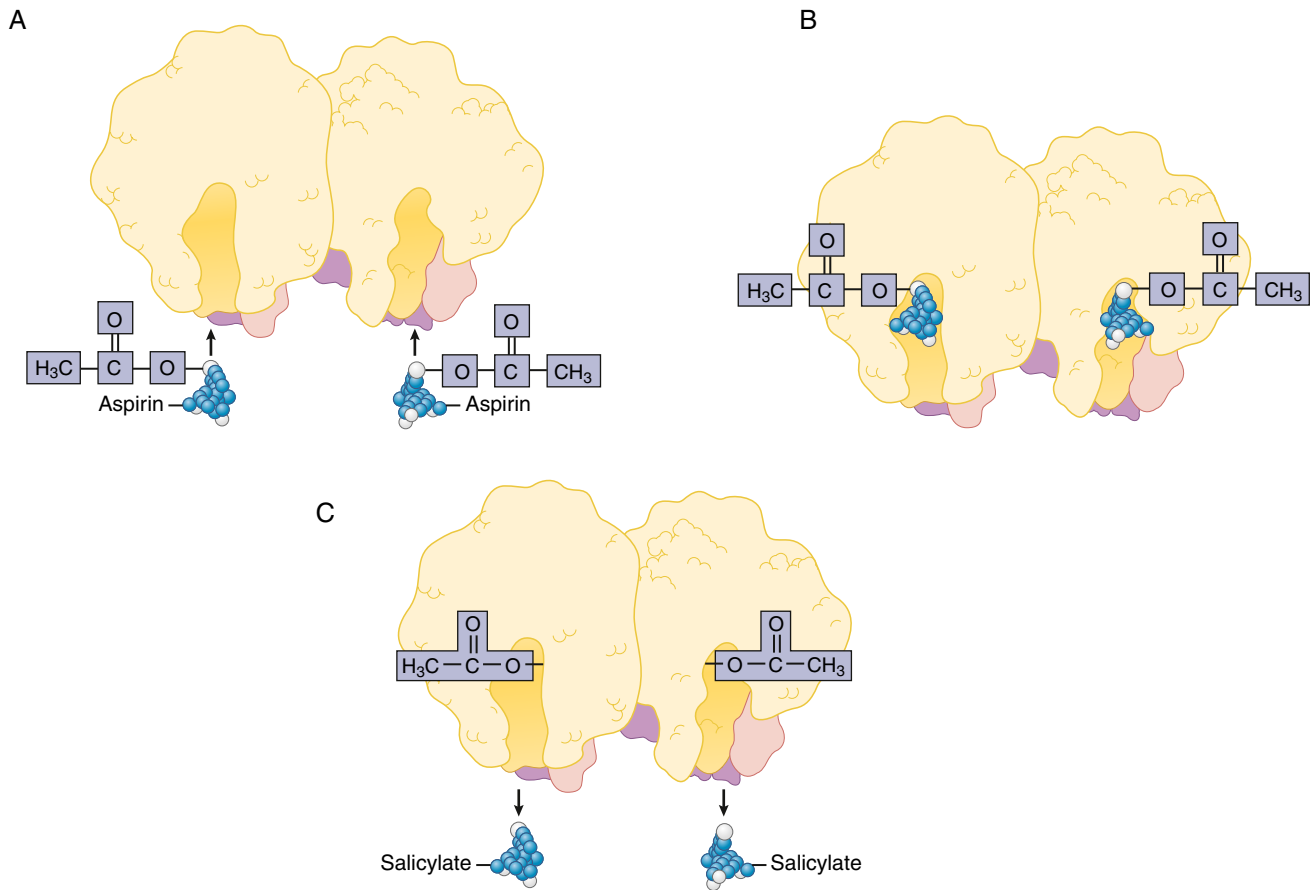 A
B
O
O
H₃C C O
O C CH₃
Aspirin
Aspirin
O
O
H₃C C O
O C CH₃
C
O
O
H₃C–C–O
O–C–CH₃
Salicylate
Salicylate